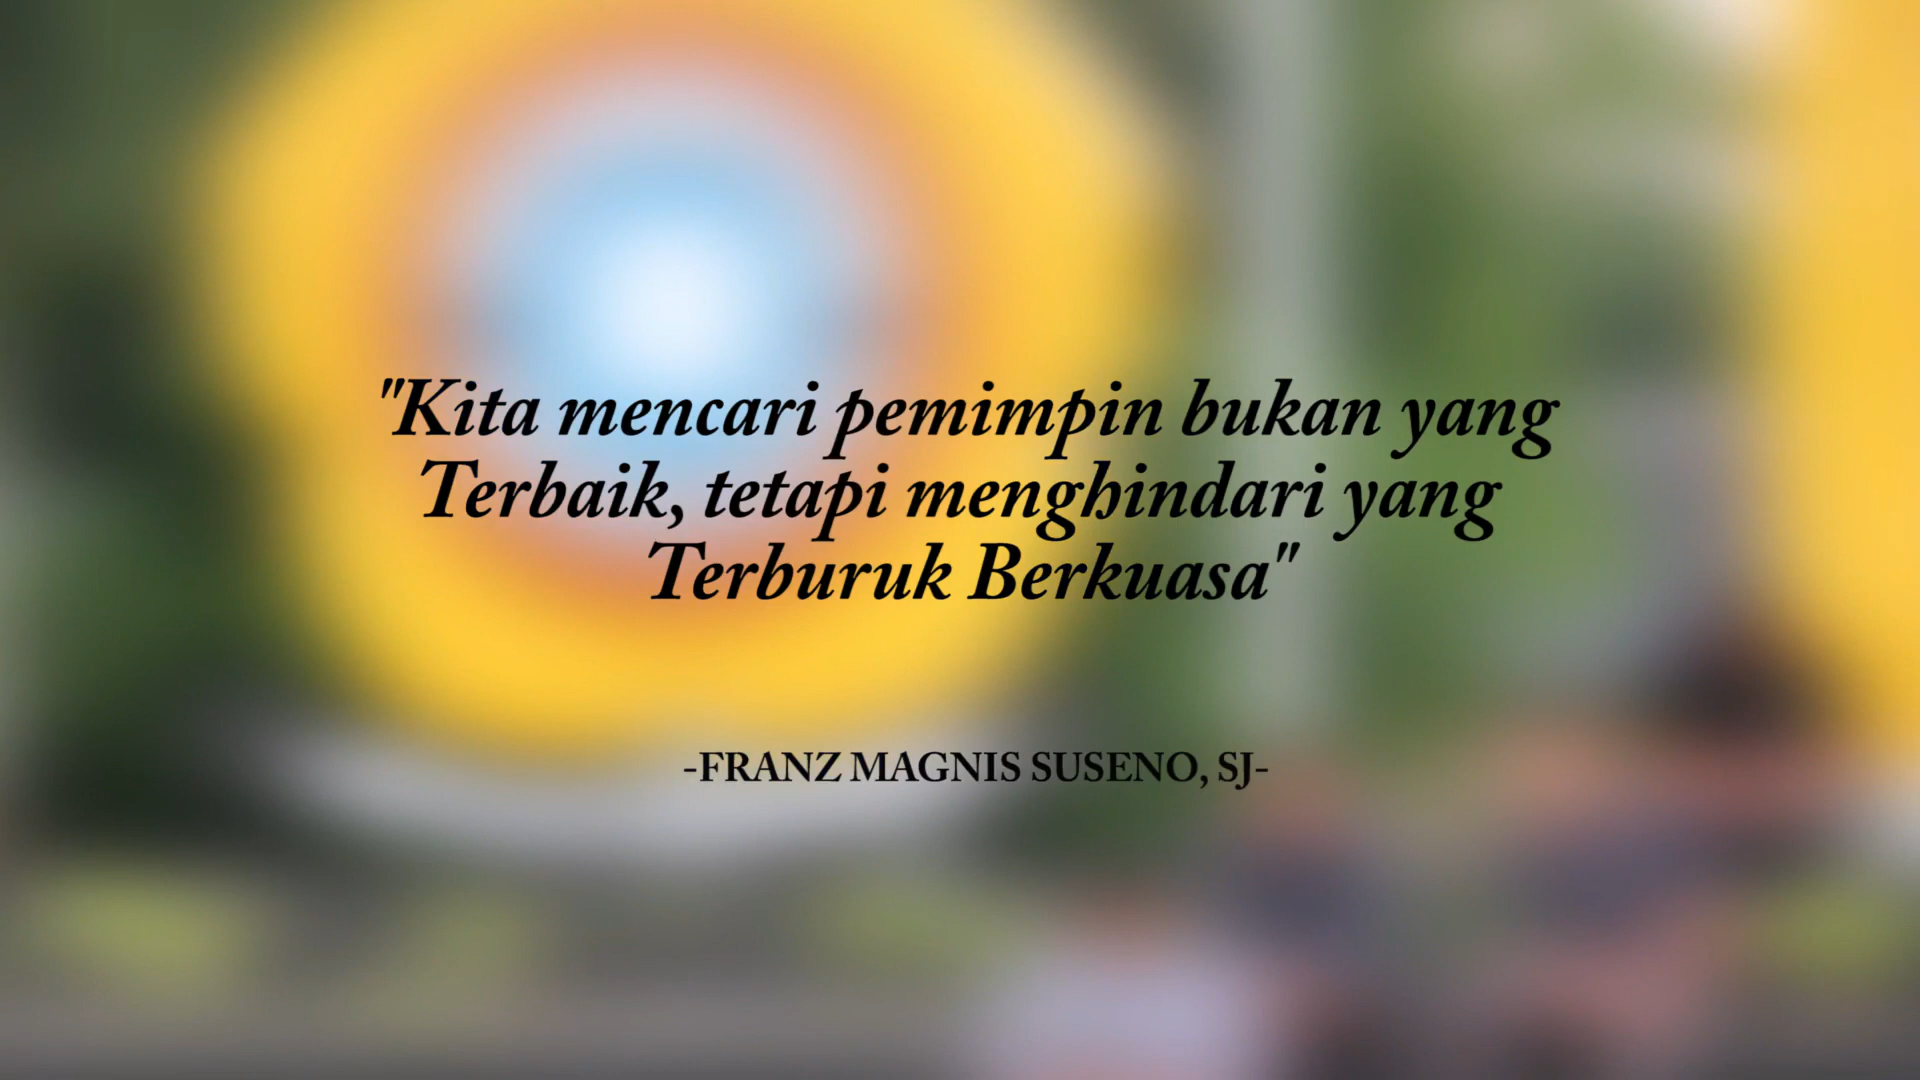 "Kita mencari pemimpin bukan yang
Terbaik, tetapi menghindari yang
Terburuk Berkuasa"
-FRANZ MAGNIS SUSENO, SJ-